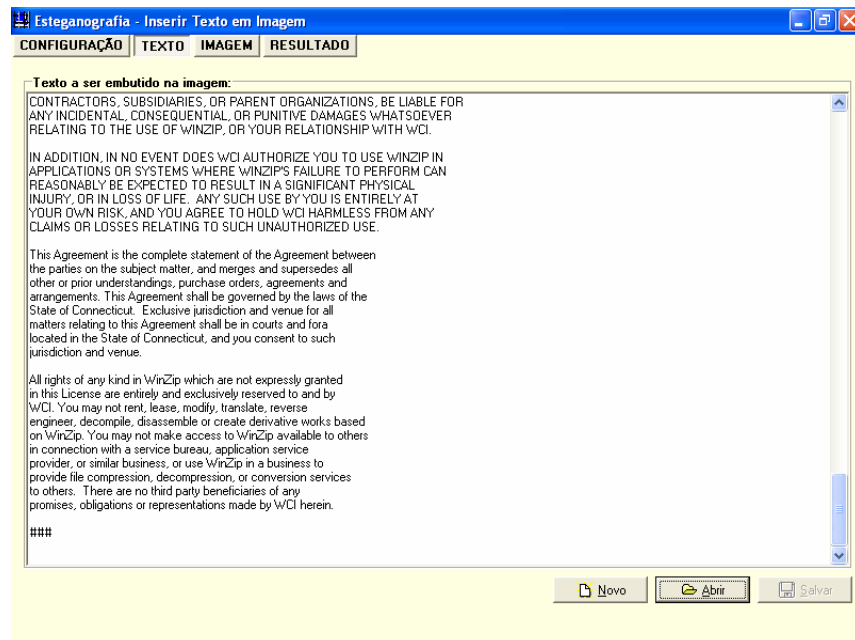 Esteganografia - Inserir Texto em Imagem
CONFIGURAÇÃO TEXTO IMAGEM RESULTADO
Texto a ser embutido na imagem:
CONTRACTORS, SUBSIDIARIES, OR PARENT ORGANIZATIONS, BE LIABLE FOR
ANY INCIDENTAL, CONSEQUENTIAL, OR PUNITIVE DAMAGES WHATSOEVER
RELATING TO THE USE OF WINZIP, OR YOUR RELATIONSHIP WITH WCI.
IN ADDITION, IN NO EVENT DOES WCI AUTHORIZE YOU TO USE WINZIP IN
APPLICATIONS OR SYSTEMS WHERE WINZIP'S FAILURE TO PERFORM CAN
REASONABLY BE EXPECTED TO RESULT IN A SIGNIFICANT PHYSICAL
INJURY, OR IN LOSS OF LIFE. ANY SUCH USE BY YOU IS ENTIRELY AT
YOUR OWN RISK, AND YOU AGREE TO HOLD WCI HARMLESS FROM ANY
CLAIMS OR LOSSES RELATING TO SUCH UNAUTHORIZED USE.
This Agreement is the complete statement of the Agreement between
the parties on the subject matter, and merges and supersedes all
other or prior understandings, purchase orders, agreements and
arrangements. This Agreement shall be governed by the laws of the
State of Connecticut. Exclusive jurisdiction and venue for all
matters relating to this Agreement shall be in courts and fora
located in the State of Connecticut, and you consent to such
jurisdiction and venue.
All rights of any kind in WinZip which are not expressly granted
in this License are entirely and exclusively reserved to and by
WCI. You may not rent, lease, modify, translate, reverse
engineer, decompile, disassemble or create derivative works based
on WinZip. You may not make access to WinZip available to others
in connection with a service bureau, application service
provider, or similar business, or use WinZip in a business to
provide file compression, decompression, or conversion services
to others. There are no third party beneficiaries of any
promises, obligations or representations made by WCI herein.
###
Novo Abrir Salvar